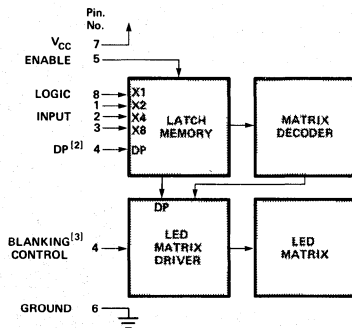 Pin.
No.
VCC 7
ENABLE 5
LOGIC 8 X1
1 X2
INPUT 2 X4
3 X8
DP[2] 4 DP
LATCH
MEMORY
MATRIX
DECODER
DP
BLANKING[3]
CONTROL 4
LED
MATRIX
DRIVER
LED
MATRIX
GROUND 6